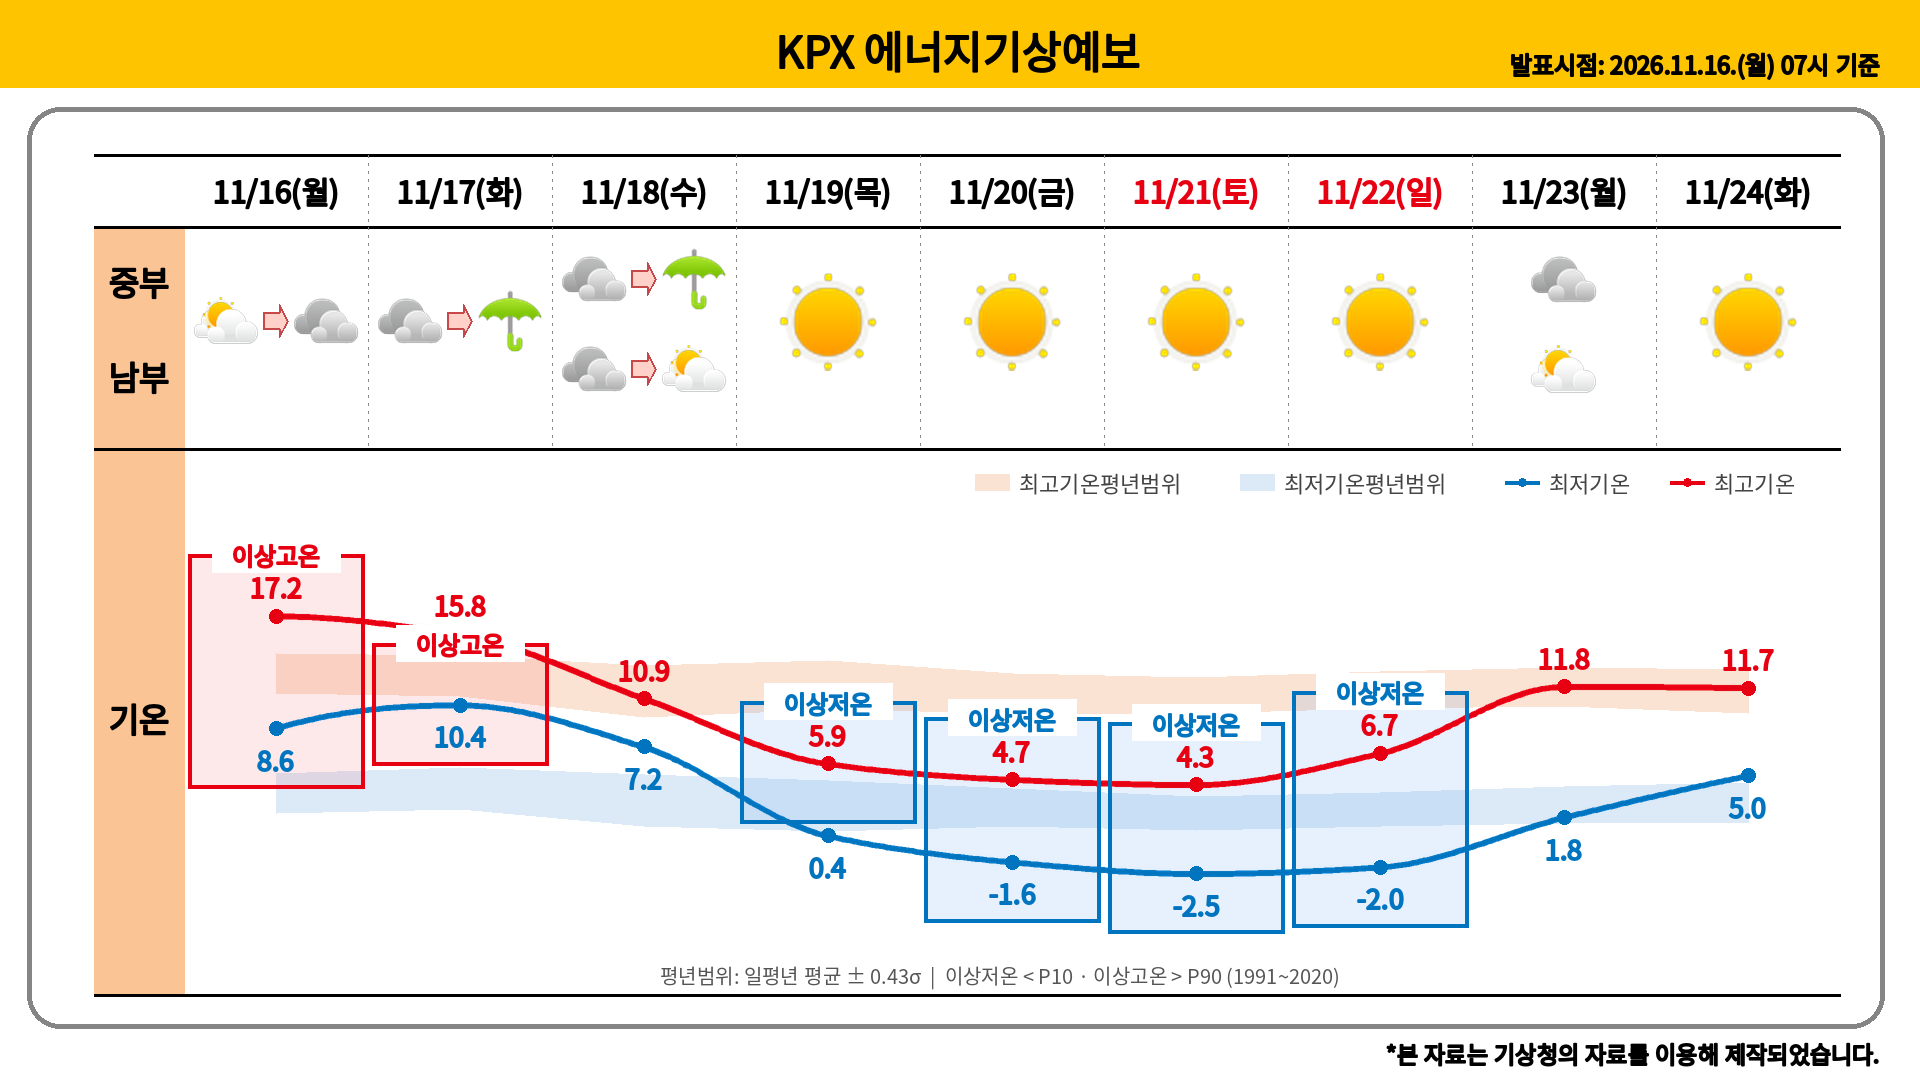 KPX 에너지기상예보
발표시점: 2026.11.16.(월) 07시 기준
11/16(월) 11/17(화) 11/18(수) 11/19(목) 11/20(금) 11/21(토) 11/22(일) 11/23(월) 11/24(화)
중부
남부
기온
최고기온평년범위 최저기온평년범위 최저기온 최고기온
이상고온
17.2
8.6
15.8
이상고온
10.4
10.9
7.2
이상저온
5.9
0.4
이상저온
4.7
-1.6
이상저온
4.3
-2.5
이상저온
6.7
-2.0
11.8
1.8
11.7
5.0
평년범위: 일평년 평균 ± 0.43σ | 이상저온 < P10 · 이상고온 > P90 (1991~2020)
*본 자료는 기상청의 자료를 이용해 제작되었습니다.